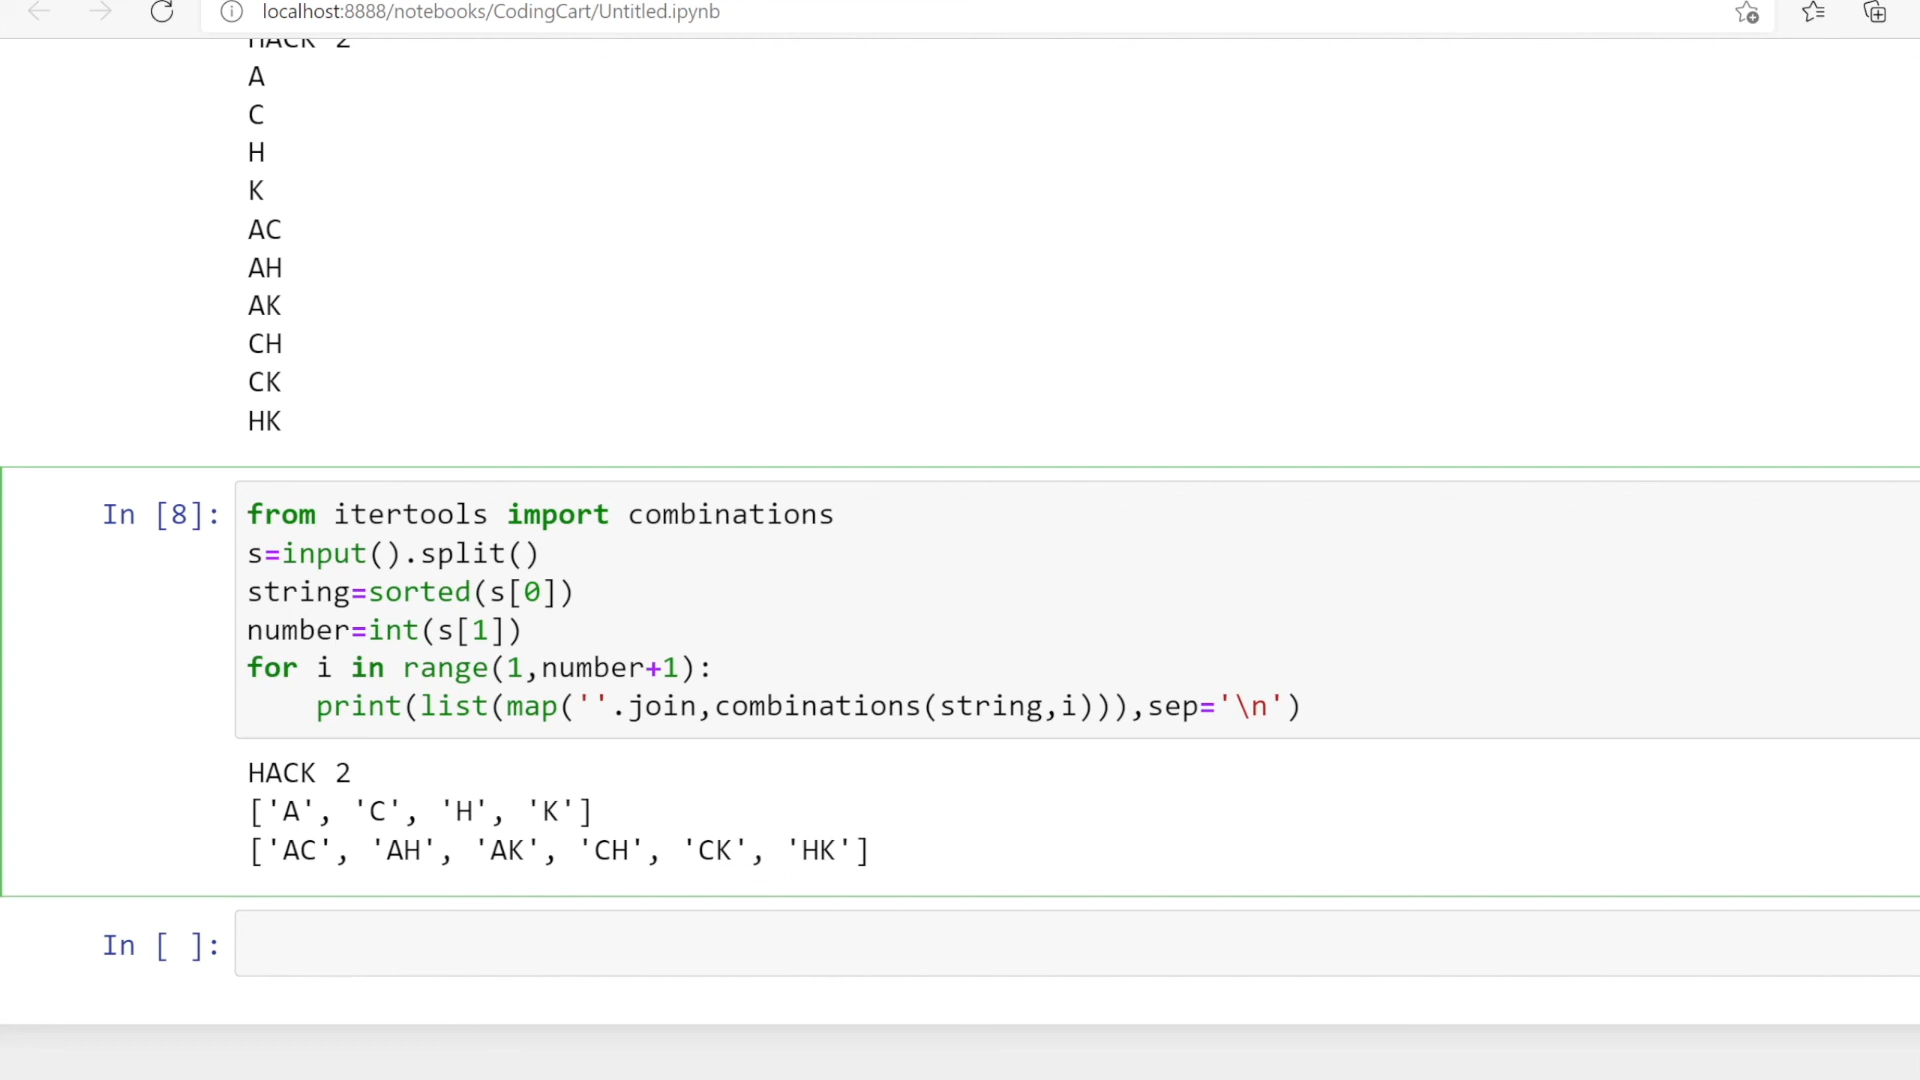 localhost:8888/notebooks/CodingCart/Untitled.ipynb
HACK 2
A
C
H
K
AC
AH
AK
CH
CK
HK
In [8]:
from itertools import combinations
s=input().split()
string=sorted(s[0])
number=int(s[1])
for i in range(1,number+1):
    print(list(map(''.join,combinations(string,i))),sep='\n')
HACK 2
['A', 'C', 'H', 'K']
['AC', 'AH', 'AK', 'CH', 'CK', 'HK']
In [ ]: